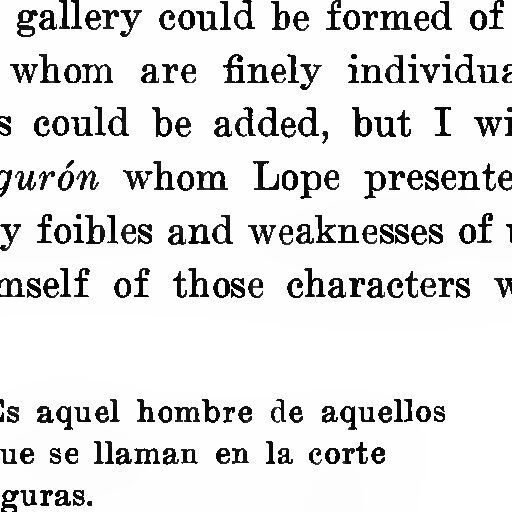 gallery could be formed of
whom are finely individua
s could be added, but I wi
gurón whom Lope presente
y foibles and weaknesses of u
mself of those characters w
Es aquel hombre de aquellos
ue se llaman en la corte
guras.